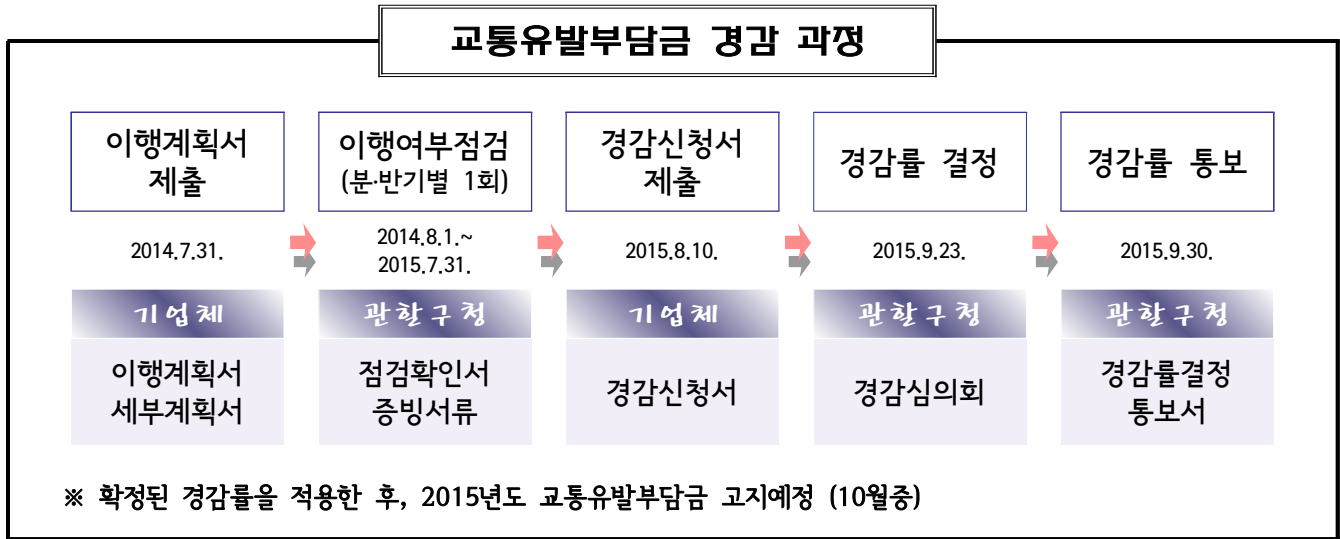 교통유발부담금 경감 과정
이행계획서
제출
이행여부점검
(분·반기별 1회)
경감신청서
제출
경감률 결정
경감률 통보
2014.7.31.
2014.8.1.~
2015.7.31.
2015.8.10.
2015.9.23.
2015.9.30.
기업체
관할구청
기업체
관할구청
관할구청
이행계획서
세부계획서
점검확인서
증빙서류
경감신청서
경감심의회
경감률결정
통보서
※ 확정된 경감률을 적용한 후, 2015년도 교통유발부담금 고지예정 (10월중)